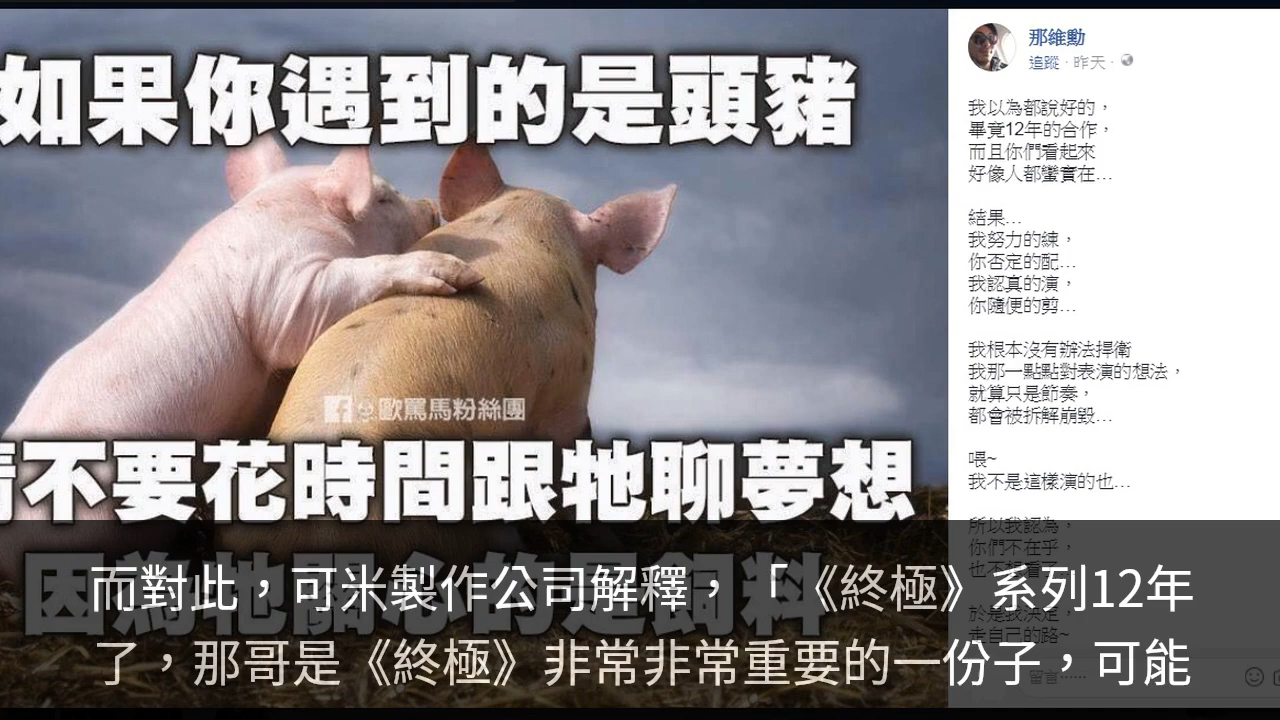 如果你遇到的是頭豬
歐罵馬粉絲團
請不要花時間跟牠聊夢想
因為牠關心的是飼料
那維勳
追蹤 · 昨天 ·
我以為都說好的，
畢竟12年的合作，
而且你們看起來
好像人都蠻實在…
結果…
我努力的練，
你否定的配…
我認真的演，
你隨便的剪…
我根本沒有辦法捍衛
我那一點點對表演的想法，
就算只是節奏，
都會被拆解崩毀…
喂~
我不是這樣演的也…
所以我認為，
你們不在乎，
於是我決定，
走自己的路~
留言……
而對此，可米製作公司解釋，「《終極》系列12年
了，那哥是《終極》非常非常重要的一份子，可能